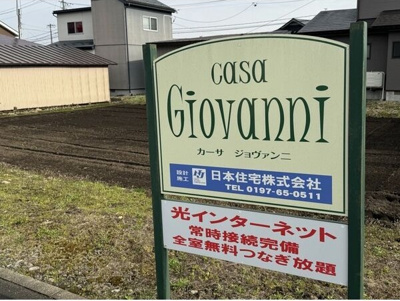 casa
Giovanni
カーサ ジョヴァンニ
設計
施工
日本住宅株式会社
TEL 0197-65-0511
光インターネット
常時接続完備
全室無料つなぎ放題